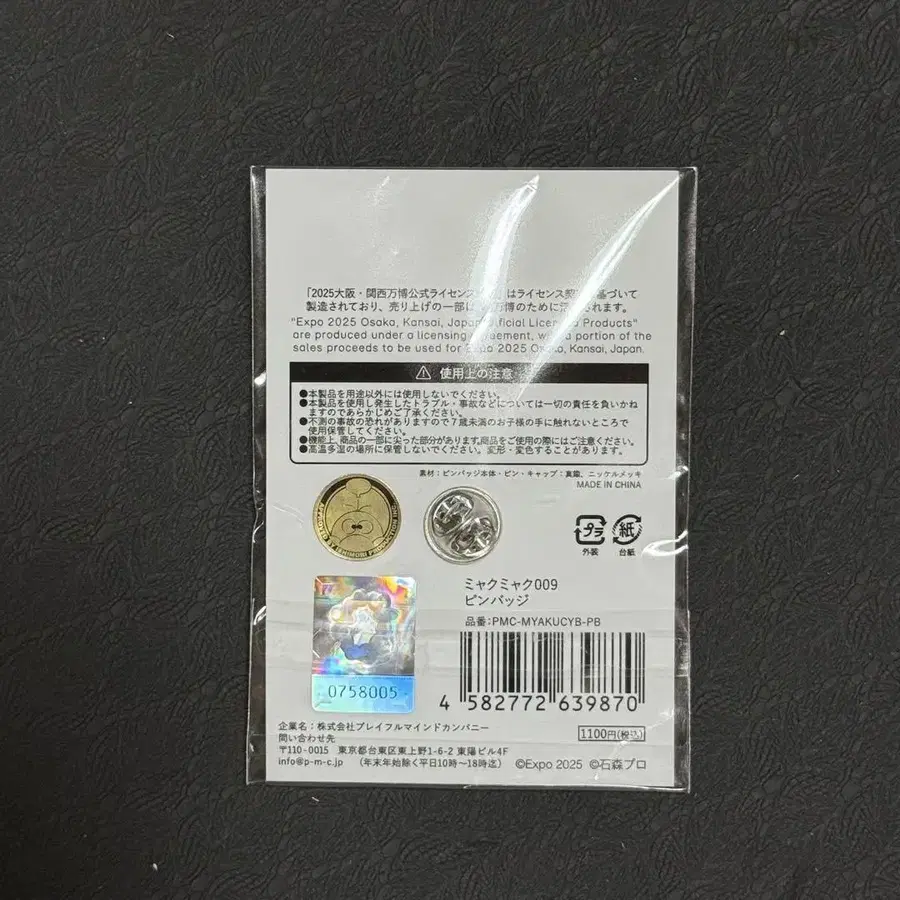 「2025大阪・関西万博公式ライセンス はライセンス 基づいて
製造されており、売り上げの一部は 万博のために されます。
"Expo 2025 Osaka, Kansai, Japan Official Licensed Products"
are produced under a licensing agreement, with a portion of the
sales proceeds to be used for Expo 2025 Osaka, Kansai, Japan.
使用上の注意
●本製品を用途以外には使用しないでください。
●本製品を使用し発生したトラブル・事故などについては一切の責任を負いかね
ますのであらかじめご了承ください。
●不測の事故の恐れがありますので7歳未満のお子様の手に触れないところで
使用保管してください。
●機能上、商品の一部に尖った部分があります。商品をご使用の際にはご注意ください。
●高温多湿の場所に保管しないでください。変形・変色することがあります。
素材：ピンバッジ本体・ピン・キャップ：真鍮、ニッケルメッキ
MADE IN CHINA
APPROVED BY ISHIMORI PRODUCTION INC.
プラ 紙
外装 台紙
ミャクミャク009
ピンバッジ
品番:PMC-MYAKUCYB-PB
0758005
4 582772 639870
企業名：株式会社プレイフルマインドカンパニー
問い合わせ先
1100円(税込)
〒110-0015 東京都台東区東上野1-6-2 東陽ビル4F
info@p-m-c.jp （年末年始除く平日10時〜18時迄） ©Expo 2025 ©石森プロ